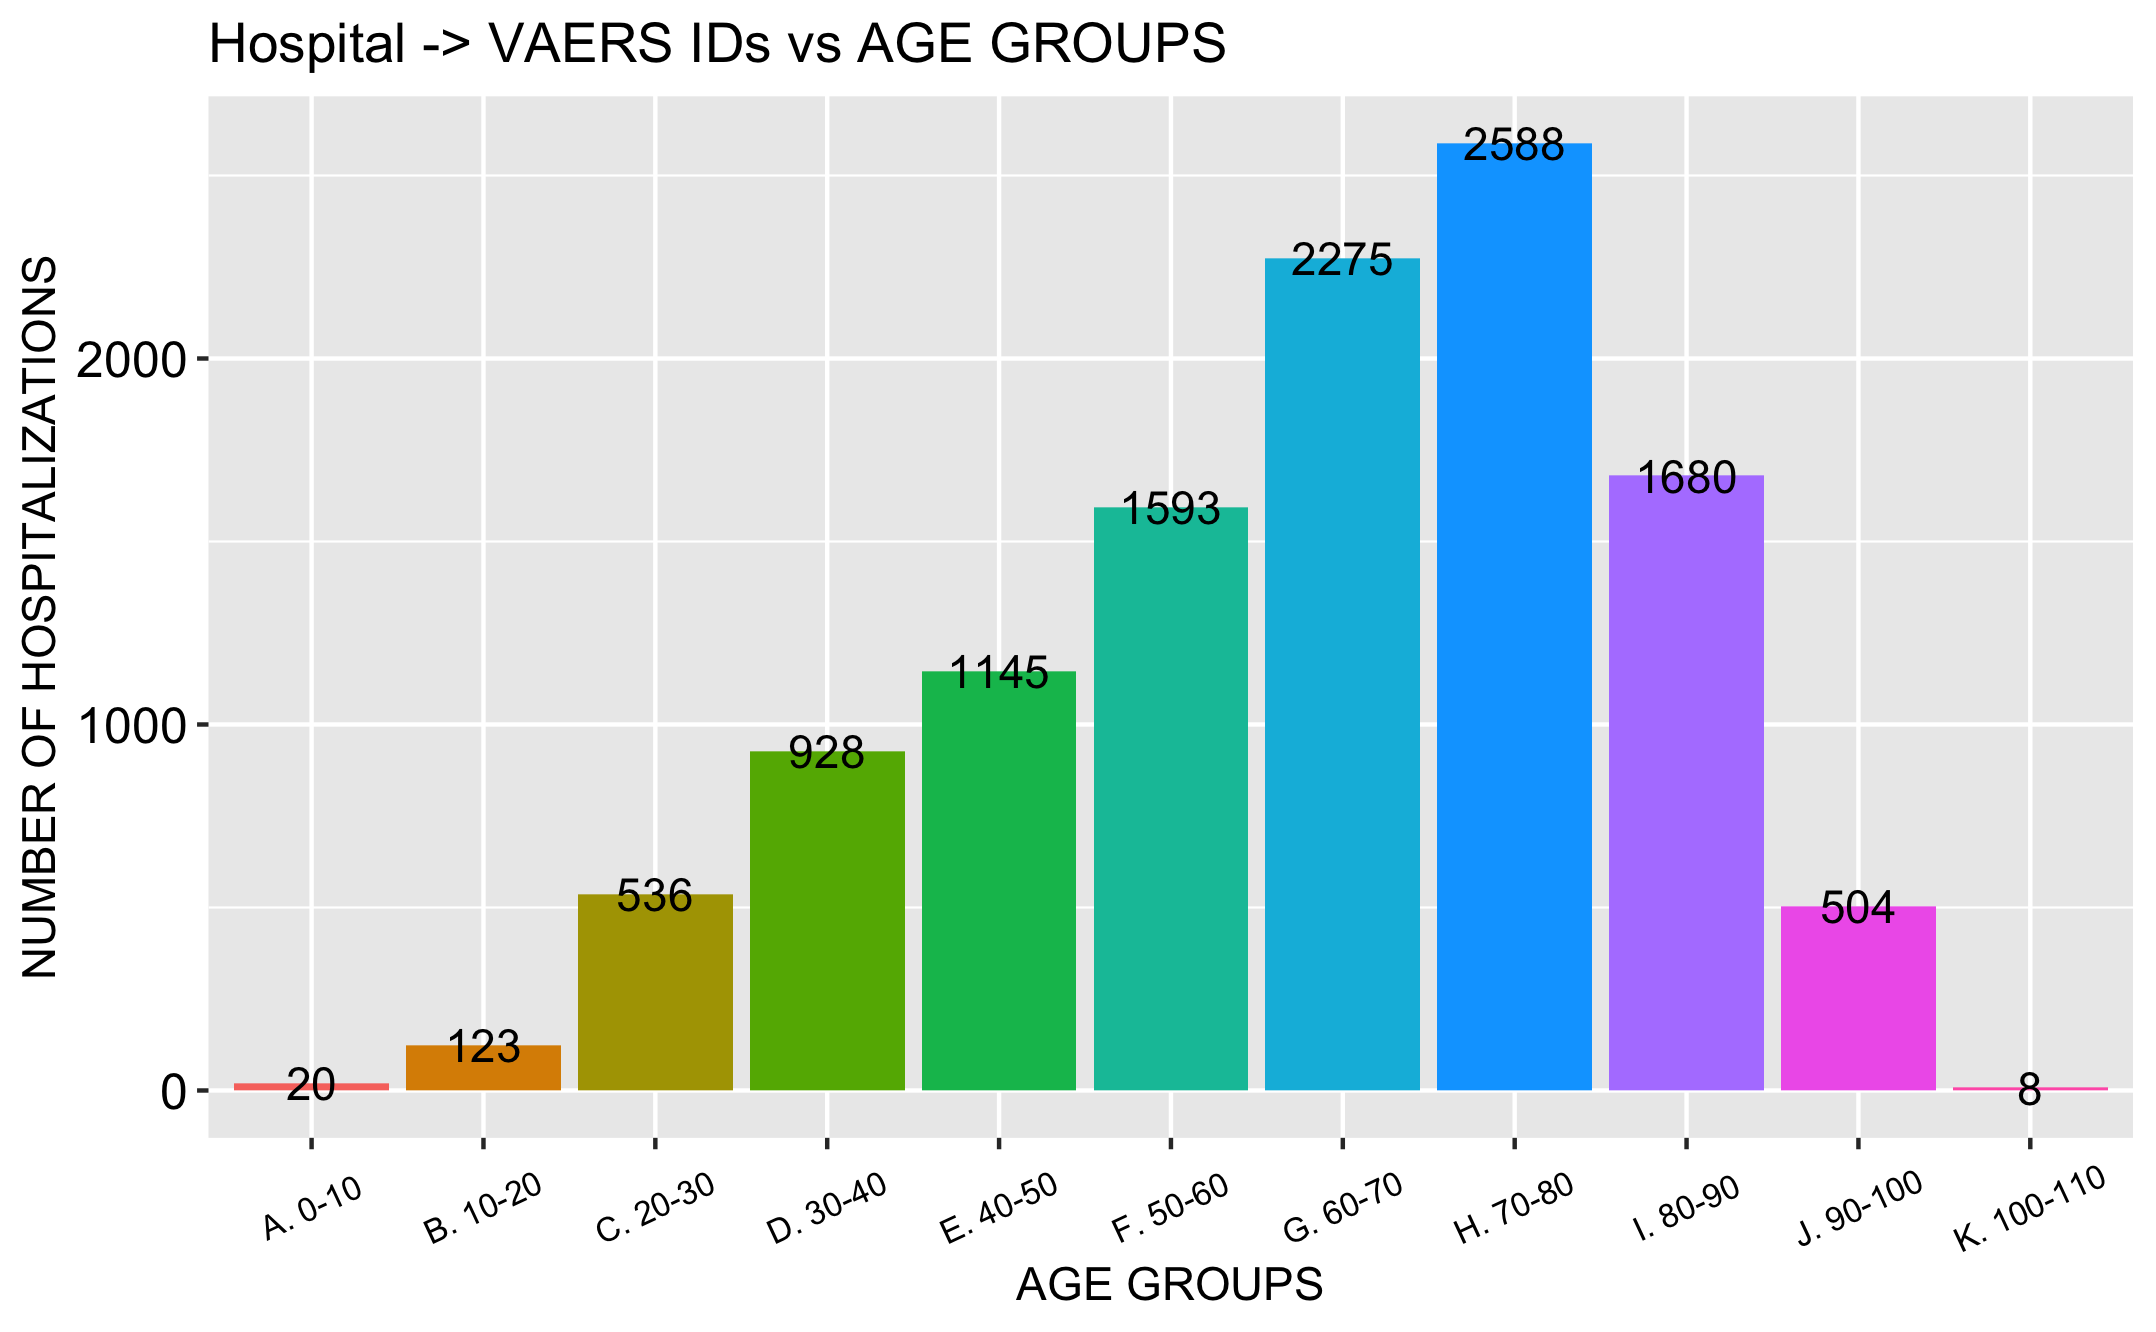 Hospital -> VAERS IDs vs AGE GROUPS
NUMBER OF HOSPITALIZATIONS
2000
1000
0
20
123
536
928
1145
1593
2275
2588
1680
504
8
A. 0-10
B. 10-20
C. 20-30
D. 30-40
E. 40-50
F. 50-60
G. 60-70
H. 70-80
I. 80-90
J. 90-100
K. 100-110
AGE GROUPS